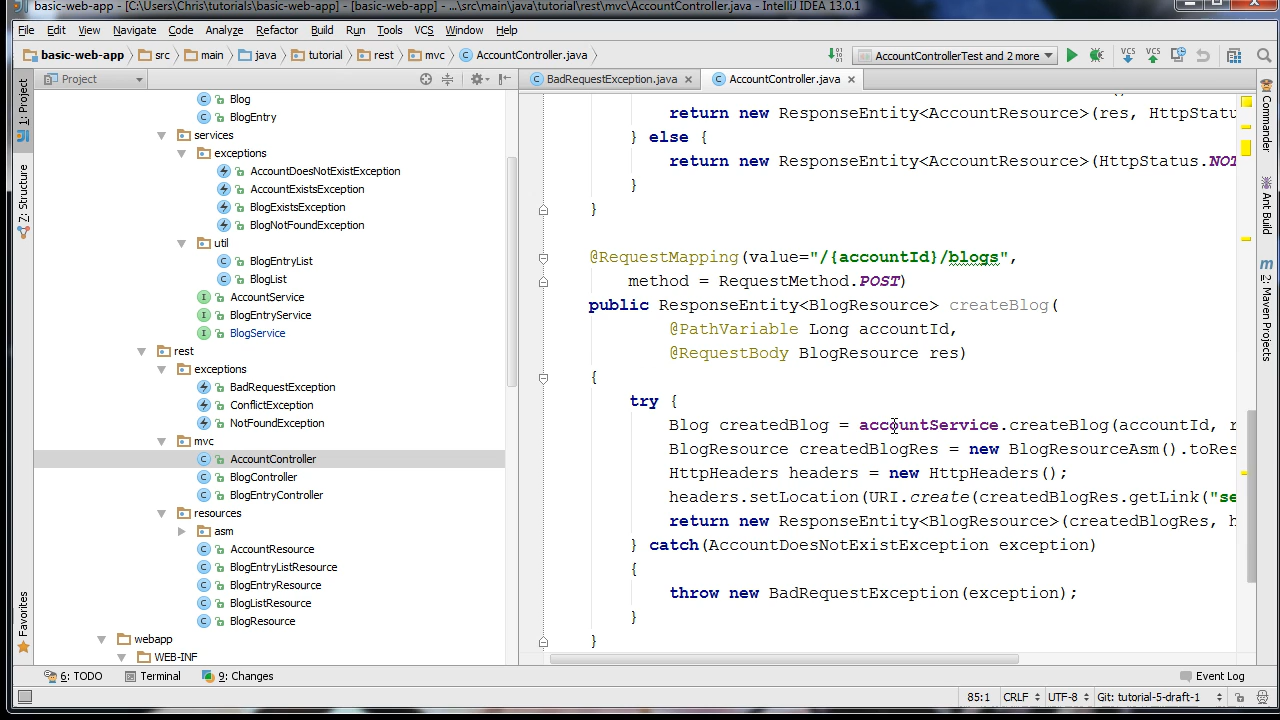 basic-web-app - [C:\Users\Chris\tutorials\basic-web-app] - [basic-web-app] - ...\src\main\java\tutorial\rest\mvc\AccountController.java - IntelliJ IDEA 13.0.1
File Edit View Navigate Code Analyze Refactor Build Run Tools VCS Window Help
basic-web-app src main java tutorial rest mvc AccountController.java AccountControllerTest and 2 more VCS VCS
Project BadRequestException.java AccountController.java
1: Project
Z: Structure
Favorites
Commander
Ant Build
m 2: Maven Projects
Blog
BlogEntry
services
exceptions
AccountDoesNotExistException
AccountExistsException
BlogExistsException
BlogNotFoundException
util
BlogEntryList
BlogList
AccountService
BlogEntryService
BlogService
rest
exceptions
BadRequestException
ConflictException
NotFoundException
mvc
AccountController
BlogController
BlogEntryController
resources
asm
AccountResource
BlogEntryListResource
BlogEntryResource
BlogListResource
BlogResource
webapp
WEB-INF
return new ResponseEntity<AccountResource>(res, HttpStatu
} else {
return new ResponseEntity<AccountResource>(HttpStatus.NOT
}
}
@RequestMapping(value="/{accountId}/blogs",
method = RequestMethod.POST)
public ResponseEntity<BlogResource> createBlog(
@PathVariable Long accountId,
@RequestBody BlogResource res)
{
try {
Blog createdBlog = accountService.createBlog(accountId, r
BlogResource createdBlogRes = new BlogResourceAsm().toRes
HttpHeaders headers = new HttpHeaders();
headers.setLocation(URI.create(createdBlogRes.getLink("se
return new ResponseEntity<BlogResource>(createdBlogRes, h
} catch(AccountDoesNotExistException exception)
{
throw new BadRequestException(exception);
}
}
6: TODO Terminal 9: Changes Event Log
85:1 CRLF UTF-8 Git: tutorial-5-draft-1